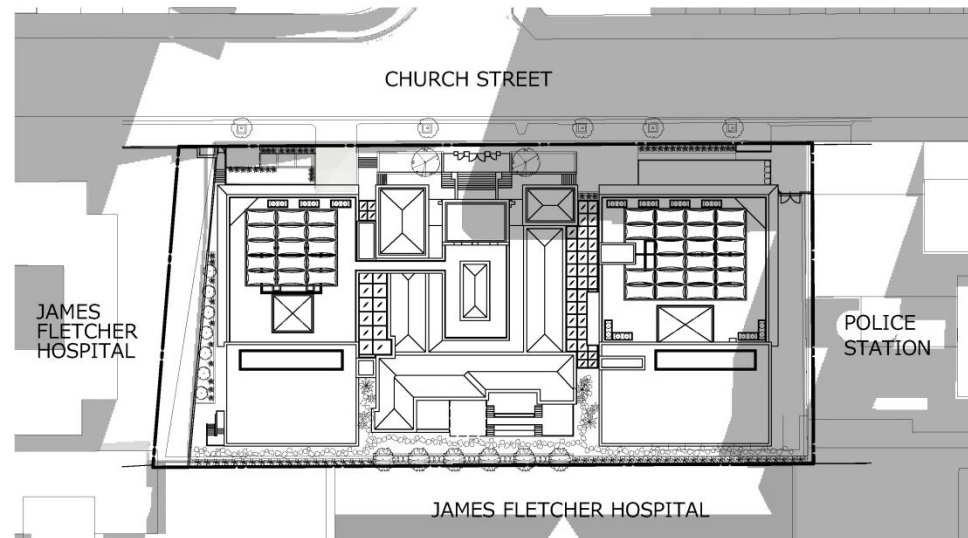 CHURCH STREET
JAMES
FLETCHER
HOSPITAL
POLICE
STATION
JAMES FLETCHER HOSPITAL